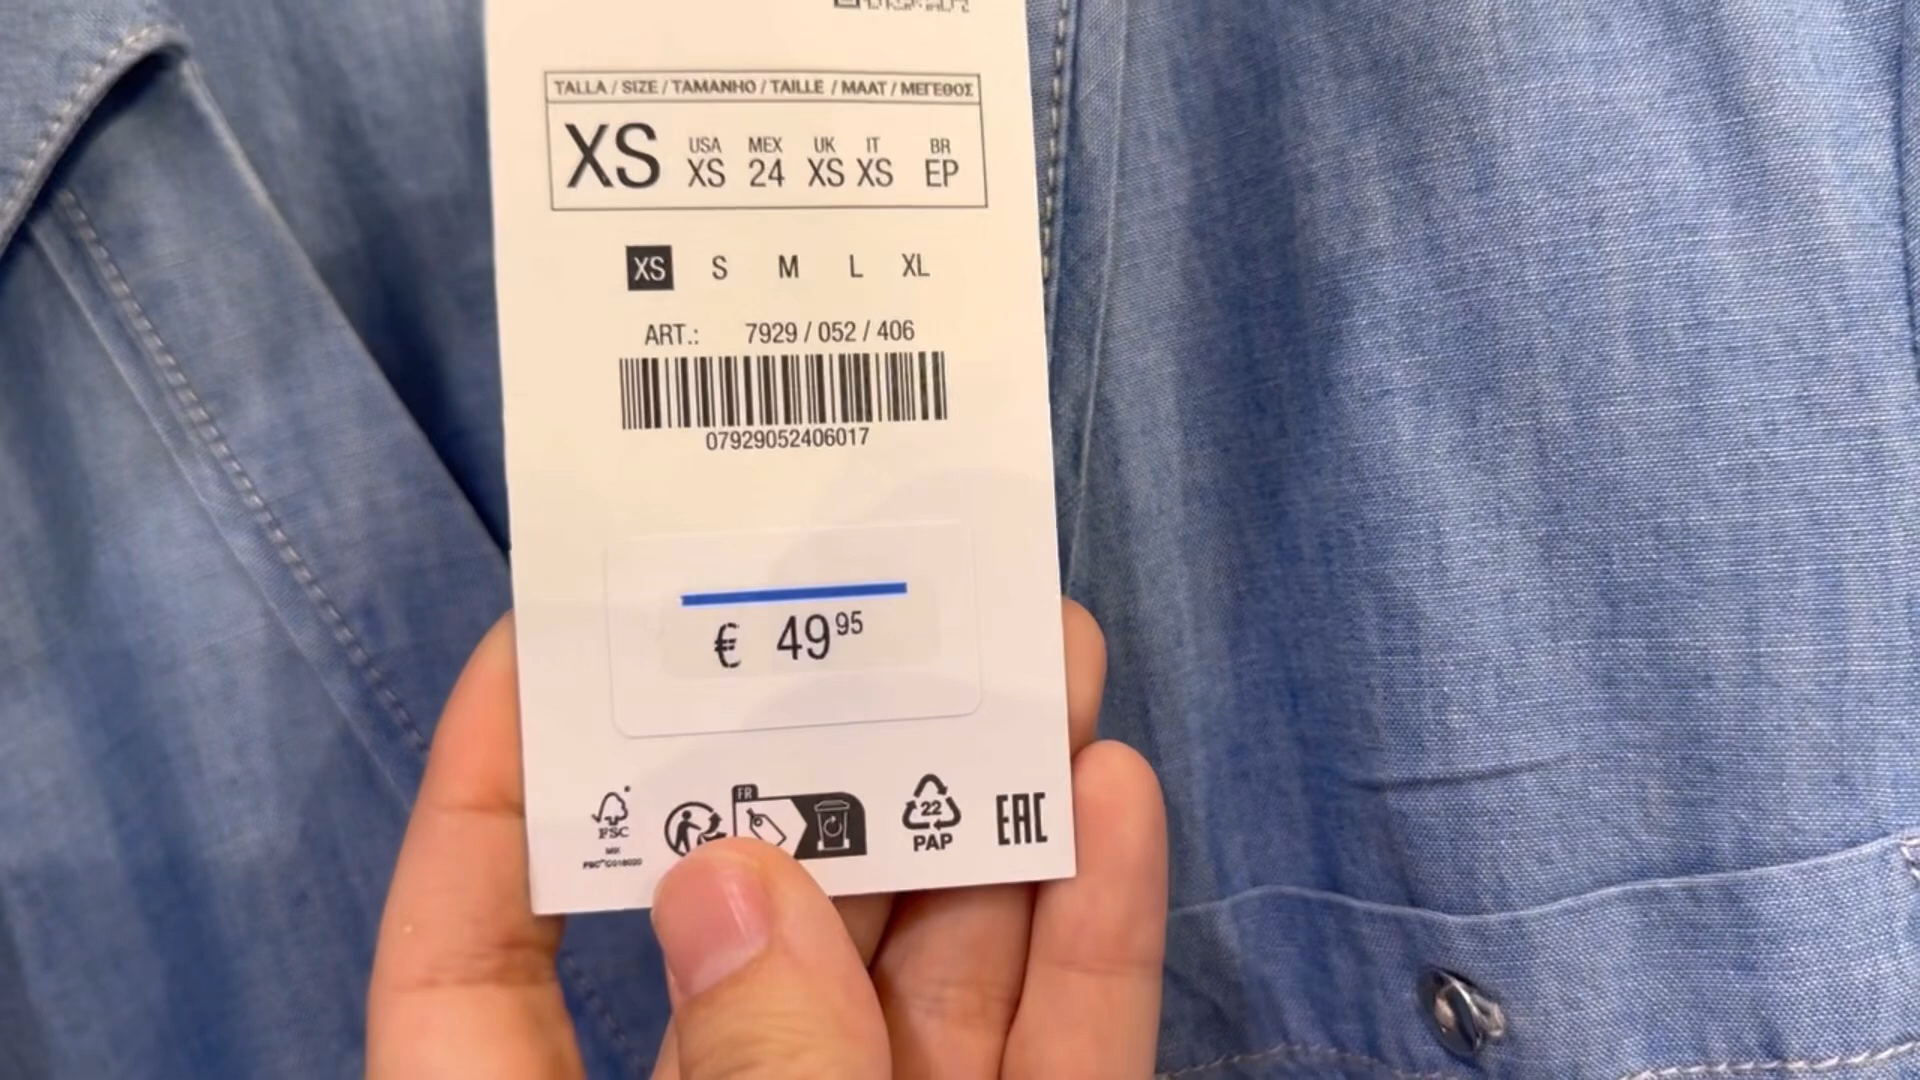 TALLA / SIZE / TAMANHO / TAILLE / MAAT / ΜΕΓΕΘΟΣ
XS
USA MEX UK IT BR
XS 24 XS XS EP
XS S M L XL
ART.: 7929 / 052 / 406
07929052406017
€ 49 95
FR
FSC
MIX
22
PAP
EAC